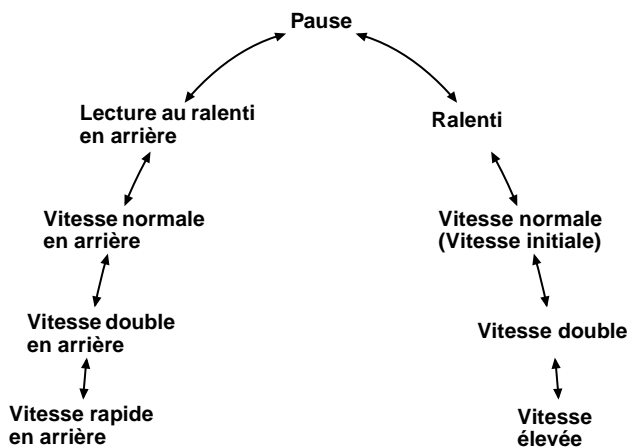 Pause
Lecture au ralenti
en arrière
Ralenti
Vitesse normale
en arrière
Vitesse normale
(Vitesse initiale)
Vitesse double
en arrière
Vitesse double
Vitesse rapide
en arrière
Vitesse
élevée